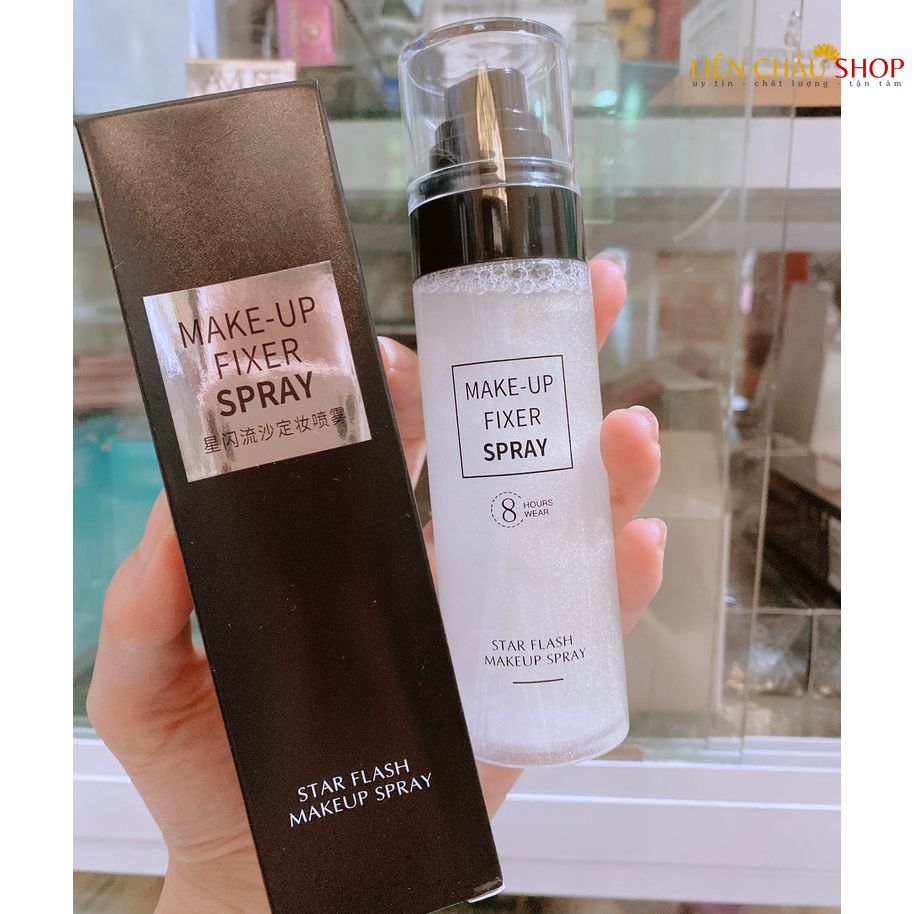 LIÊN CHÂU SHOP
uy tín - chất lượng - tận tâm
MAKE-UP
FIXER
SPRAY
星闪流沙定妆喷雾
STAR FLASH
MAKEUP SPRAY
MAKE-UP
FIXER
SPRAY
8 HOURS
WEAR
STAR FLASH
MAKEUP SPRAY